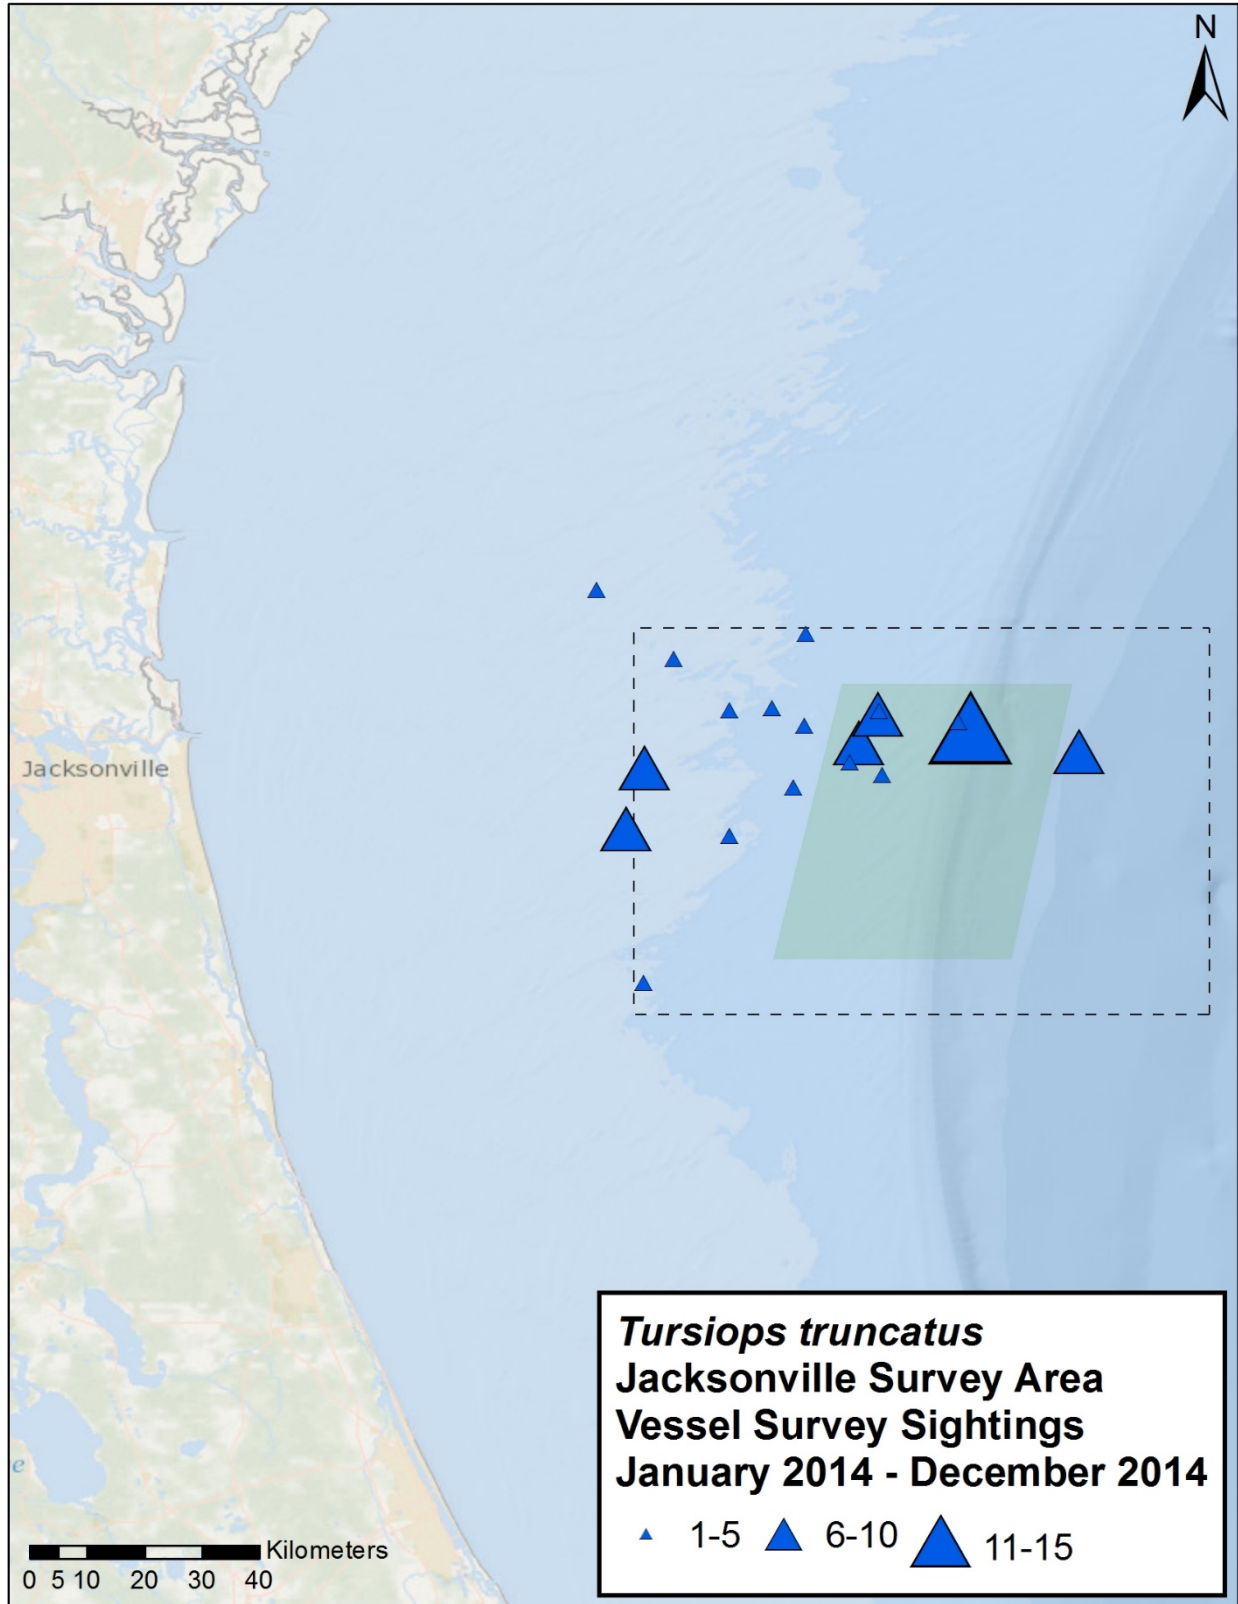 N
Jacksonville
Tursiops truncatus
Jacksonville Survey Area
Vessel Survey Sightings
January 2014 - December 2014
1-5 6-10 11-15
e
Kilometers
0 5 10 20 30 40